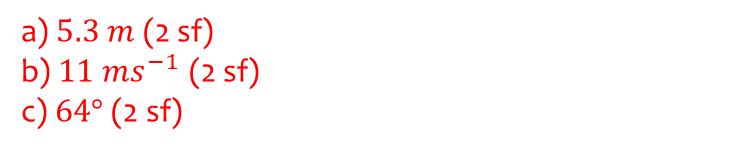 a) 5.3 m (2 sf)
b) 11 ms⁻¹ (2 sf)
c) 64° (2 sf)